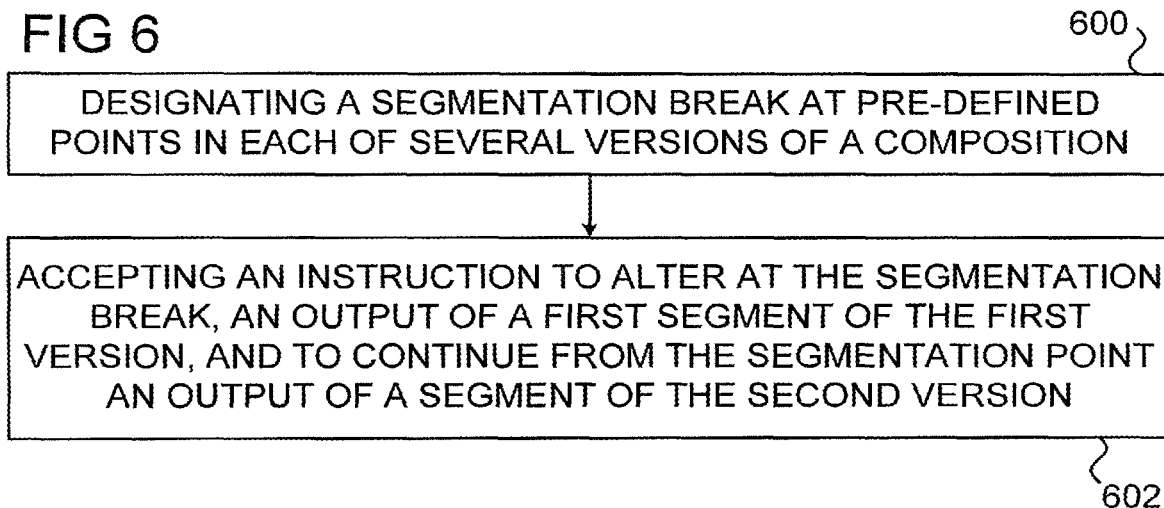 FIG 6
600
DESIGNATING A SEGMENTATION BREAK AT PRE-DEFINED
POINTS IN EACH OF SEVERAL VERSIONS OF A COMPOSITION
ACCEPTING AN INSTRUCTION TO ALTER AT THE SEGMENTATION
BREAK, AN OUTPUT OF A FIRST SEGMENT OF THE FIRST
VERSION, AND TO CONTINUE FROM THE SEGMENTATION POINT
AN OUTPUT OF A SEGMENT OF THE SECOND VERSION
602